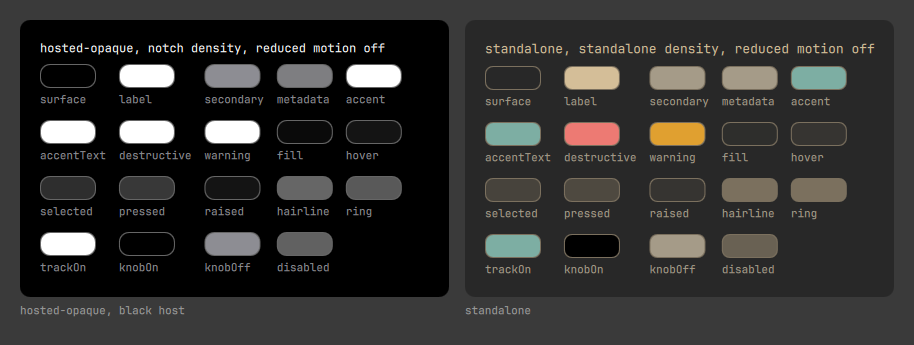 hosted-opaque, notch density, reduced motion off
surface label secondary metadata accent
accentText destructive warning fill hover
selected pressed raised hairline ring
trackOn knobOn knobOff disabled
hosted-opaque, black host
standalone, standalone density, reduced motion off
surface label secondary metadata accent
accentText destructive warning fill hover
selected pressed raised hairline ring
trackOn knobOn knobOff disabled
standalone